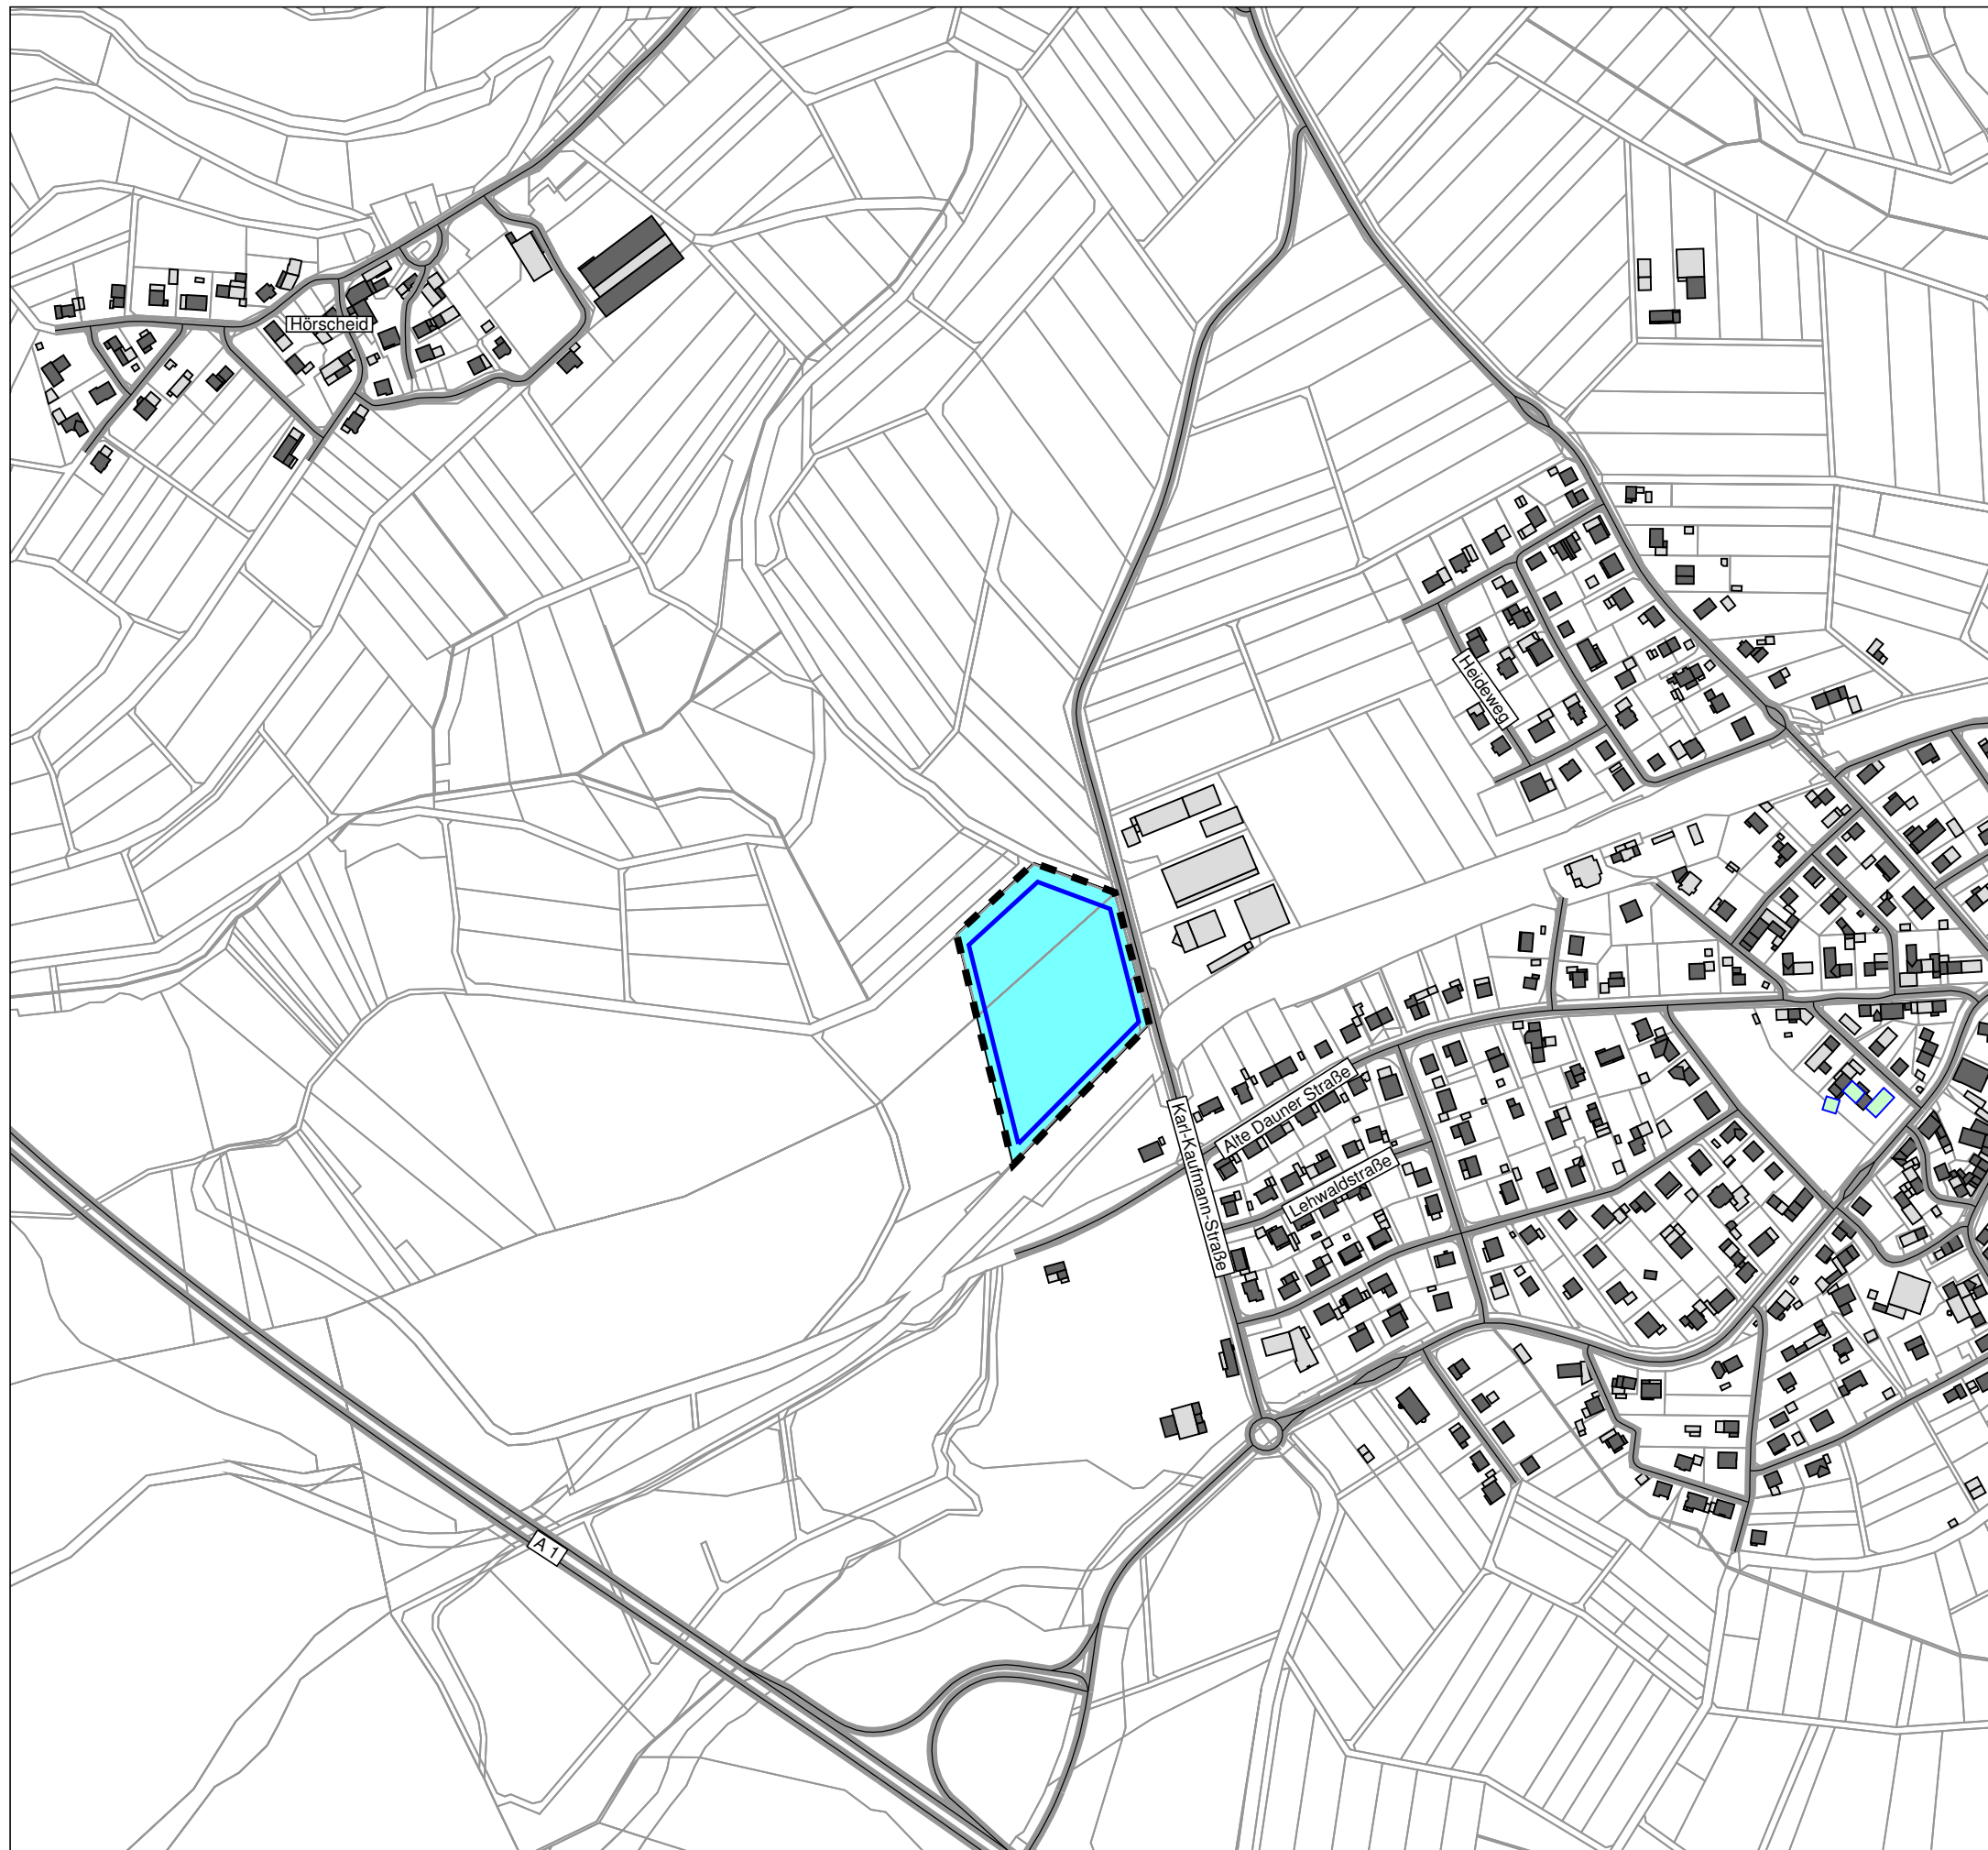 Hörscheid
Heideweg
Alte Dauner Straße
Lehwaldstraße
Karl-Kaufmann-Straße
A 1